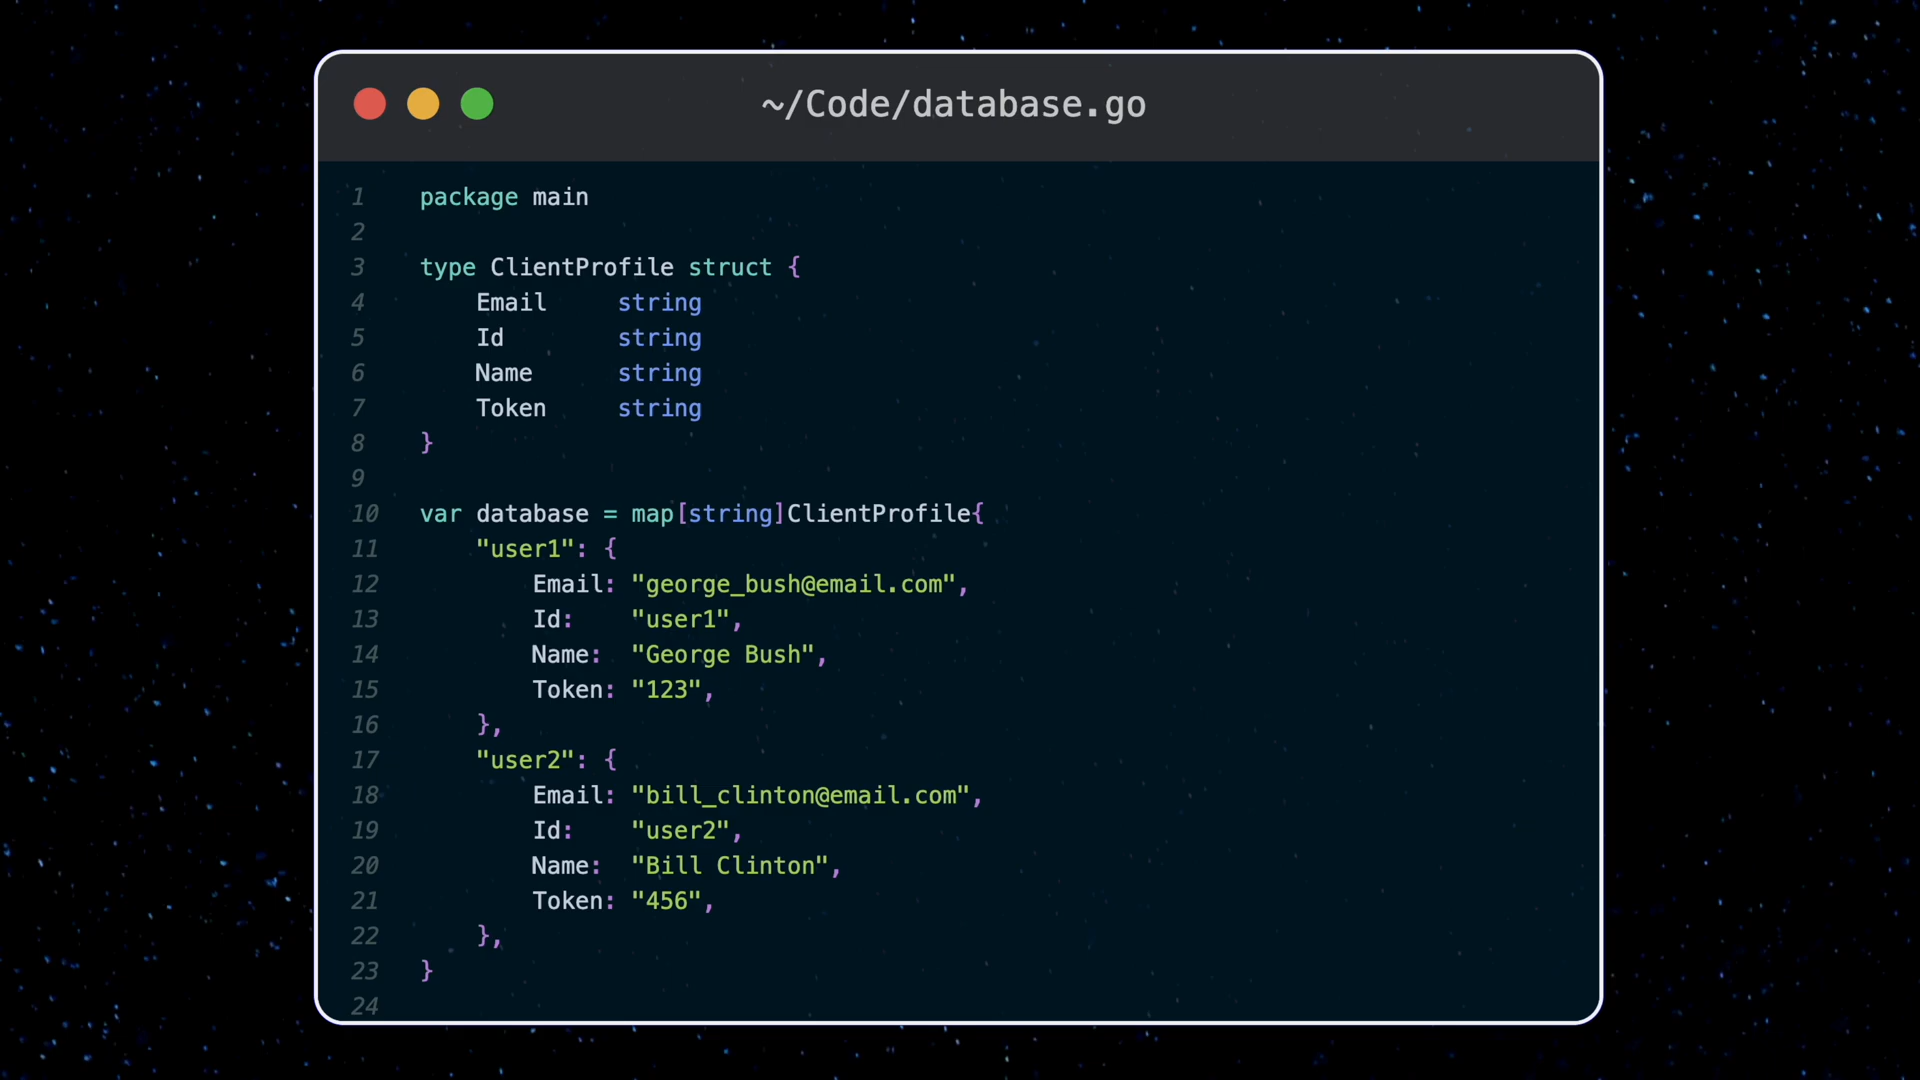 ~/Code/database.go
1 package main
2
3 type ClientProfile struct {
4     Email     string
5     Id        string
6     Name      string
7     Token     string
8 }
9
10 var database = map[string]ClientProfile{
11     "user1": {
12         Email: "george_bush@email.com",
13         Id:    "user1",
14         Name:  "George Bush",
15         Token: "123",
16     },
17     "user2": {
18         Email: "bill_clinton@email.com",
19         Id:    "user2",
20         Name:  "Bill Clinton",
21         Token: "456",
22     },
23 }
24